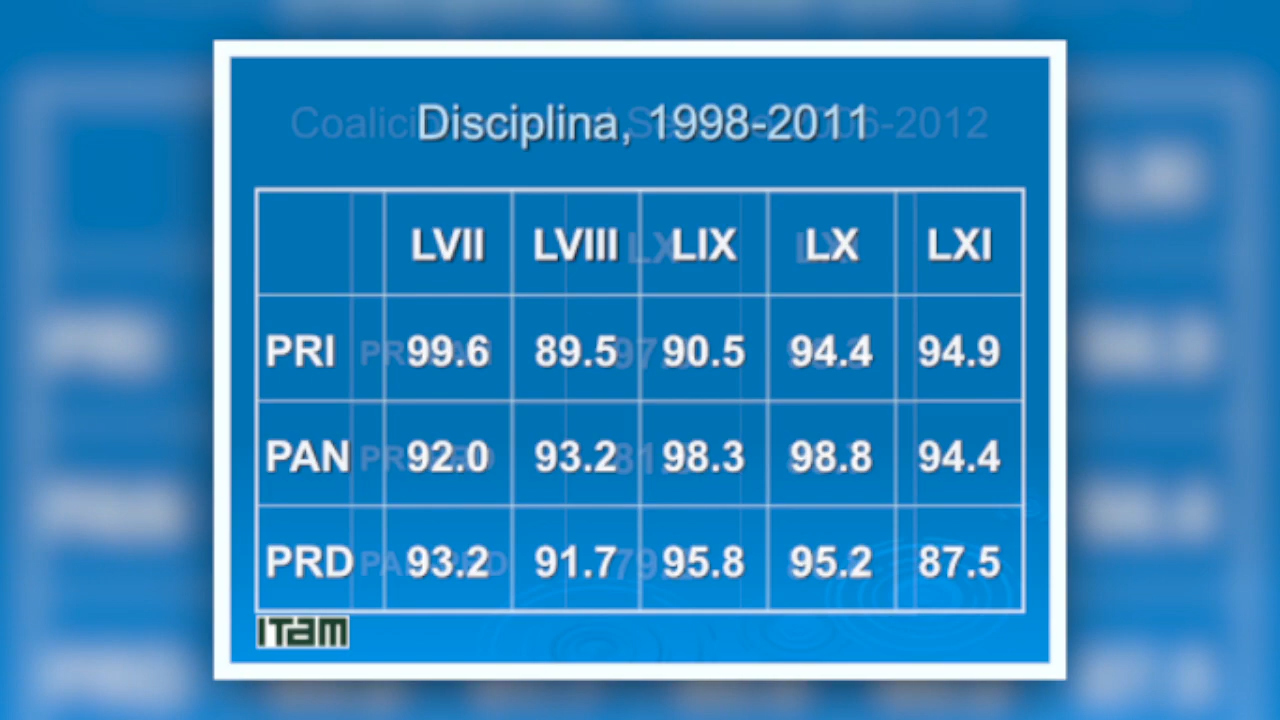 Disciplina, 1998-2011
LVII LVIII LIX LX LXI
PRI 99.6 89.5 90.5 94.4 94.9
PAN 92.0 93.2 98.3 98.8 94.4
PRD 93.2 91.7 95.8 95.2 87.5
ITAM